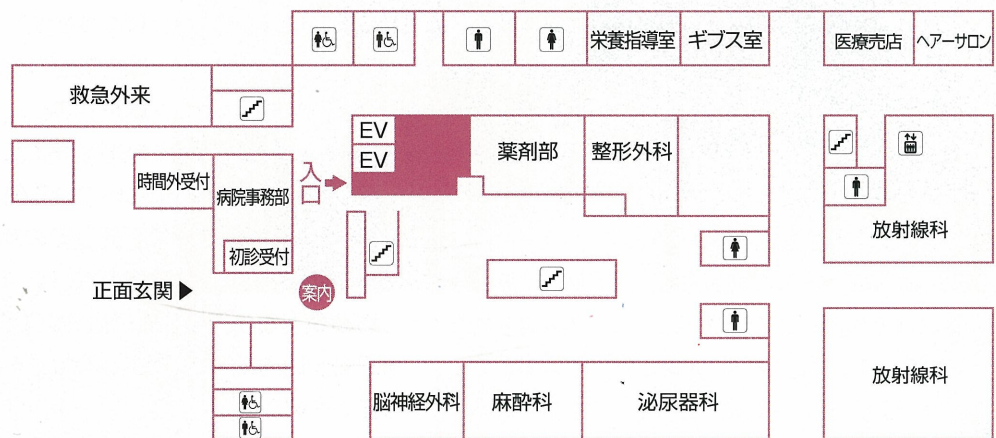 栄養指導室
ギブス室
医療売店
ヘアーサロン
救急外来
EV
EV
薬剤部
整形外科
時間外受付
病院事務部
入口
初診受付
放射線科
正面玄関▶
案内
脳神経外科
麻酔科
泌尿器科
放射線科